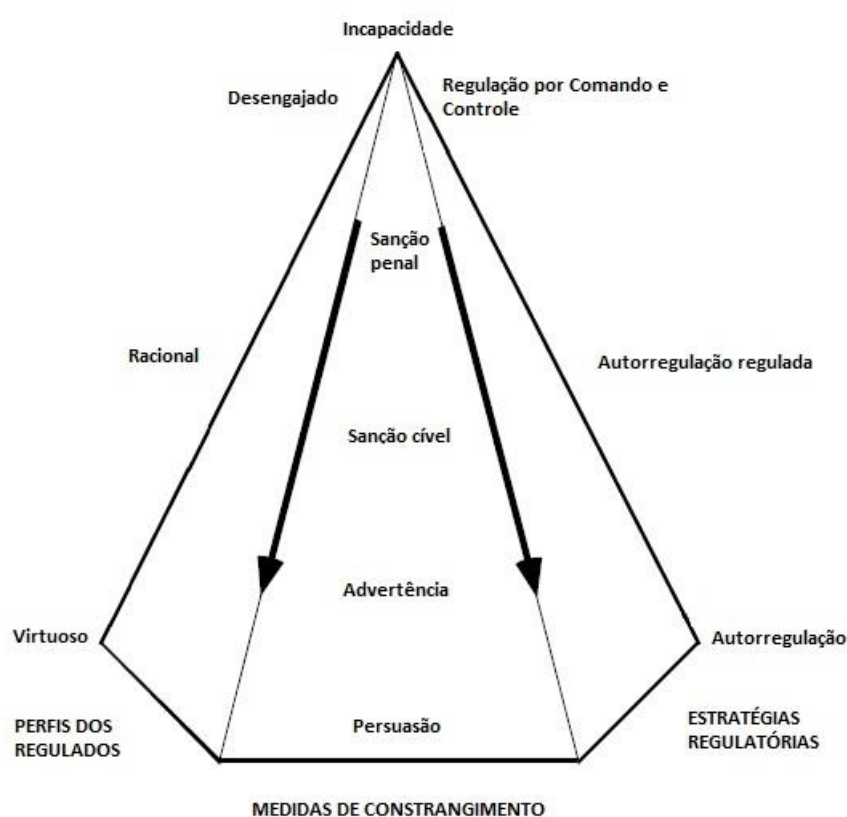 Incapacidade
Desengajado
Regulação por Comando e
Controle
Sanção
penal
Racional
Autorregulação regulada
Sanção cível
Advertência
Virtuoso
Autorregulação
PERFIS DOS
REGULADOS
Persuasão
ESTRATÉGIAS
REGULATÓRIAS
MEDIDAS DE CONSTRANGIMENTO